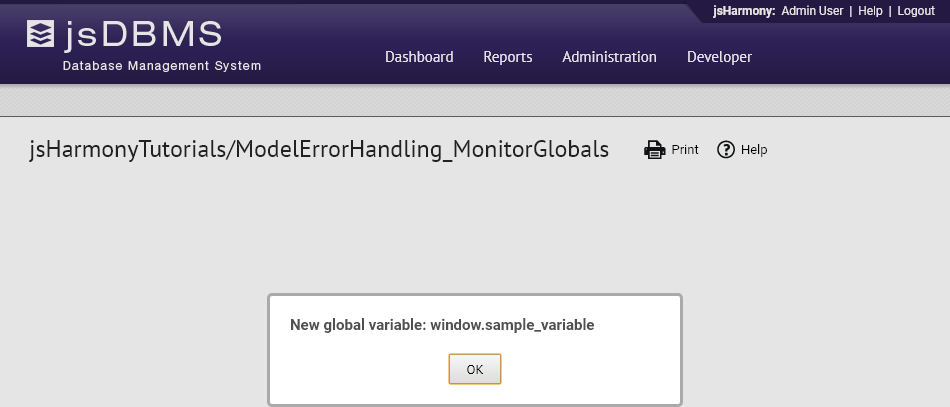 jsHarmony: Admin User | Help | Logout
jsDBMS
Database Management System
Dashboard Reports Administration Developer
jsHarmonyTutorials/ModelErrorHandling_MonitorGlobals Print Help
New global variable: window.sample_variable
OK